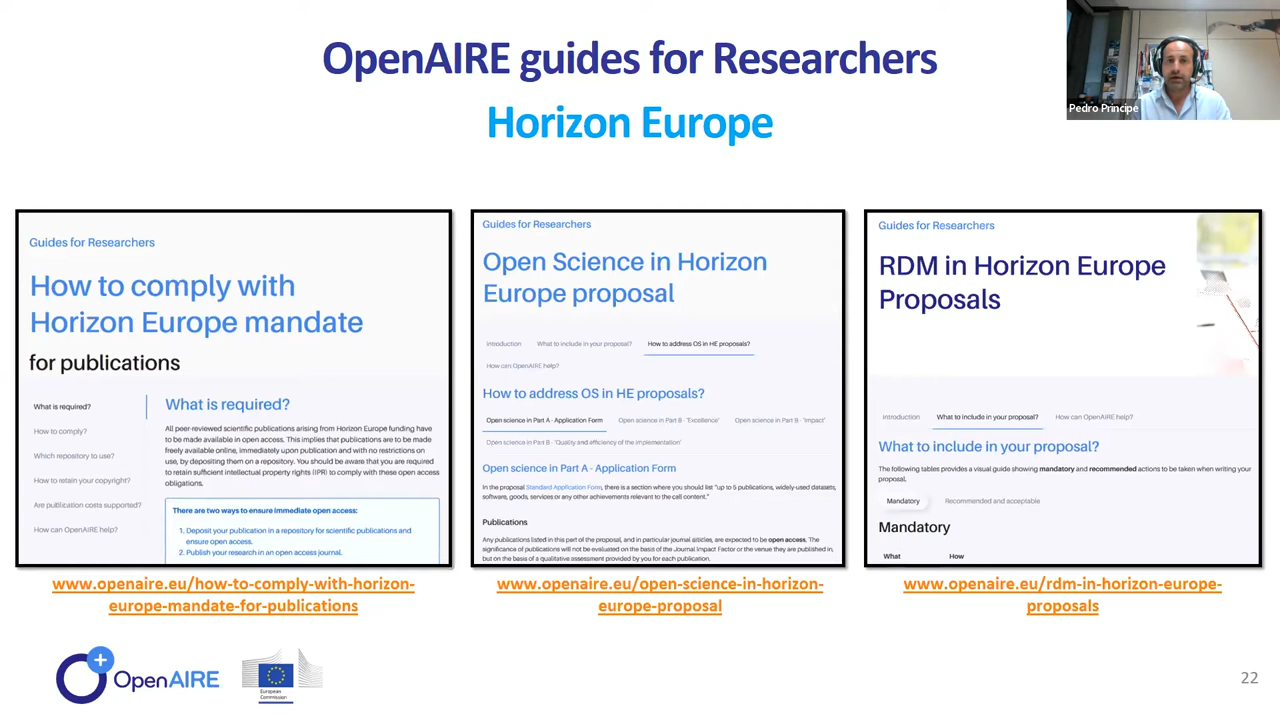 OpenAIRE guides for Researchers
Horizon Europe
Pedro Principe
Guides for Researchers
How to comply with
Horizon Europe mandate
for publications
What is required?
How to comply?
Which repository to use?
How to retain your copyright?
Are publication costs supported?
How can OpenAIRE help?
What is required?
All peer-reviewed scientific publications arising from Horizon Europe funding have
to be made available in open access. This implies that publications are to be made
freely available online, immediately upon publication and with no restrictions on
use, by depositing them on a repository. You should be aware that you are required
to retain sufficient intellectual property rights (IPR) to comply with these open access
obligations.
There are two ways to ensure immediate open access:
1. Deposit your publication in a repository for scientific publications and
ensure open access.
2. Publish your research in an open access journal.
www.openaire.eu/how-to-comply-with-horizon-
europe-mandate-for-publications
Guides for Researchers
Open Science in Horizon
Europe proposal
Introduction
What to include in your proposal?
How to address OS in HE proposals?
How can OpenAIRE help?
How to address OS in HE proposals?
Open science in Part A - Application Form
Open science in Part B - 'Excellence'
Open science in Part B - 'Impact'
Open science in Part B - 'Quality and efficiency of the implementation'
Open science in Part A - Application Form
In the proposal Standard Application Form, there is a section where you should list "up to 5 publications, widely-used datasets,
software, goods, services or any other achievements relevant to the call content."
Publications
Any publications listed in this part of the proposal, and in particular journal articles, are expected to be open access. The
significance of publications will not be evaluated on the basis of the Journal Impact Factor or the venue they are published in,
but on the basis of a qualitative assessment provided by you for each publication.
www.openaire.eu/open-science-in-horizon-
europe-proposal
Guides for Researchers
RDM in Horizon Europe
Proposals
Introduction
What to include in your proposal?
How can OpenAIRE help?
What to include in your proposal?
The following tables provides a visual guide showing mandatory and recommended actions to be taken when writing your
proposal.
Mandatory
Recommended and acceptable
Mandatory
What
How
www.openaire.eu/rdm-in-horizon-europe-
proposals
OpenAIRE
European
Commission
22